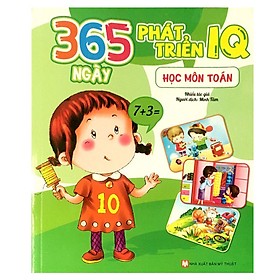 365
NGÀY
PHÁT TRIỂN IQ
HỌC MÔN TOÁN
Nhiều tác giả
Người dịch: Minh Tâm
7+3=
10
NHÀ XUẤT BẢN MỸ THUẬT